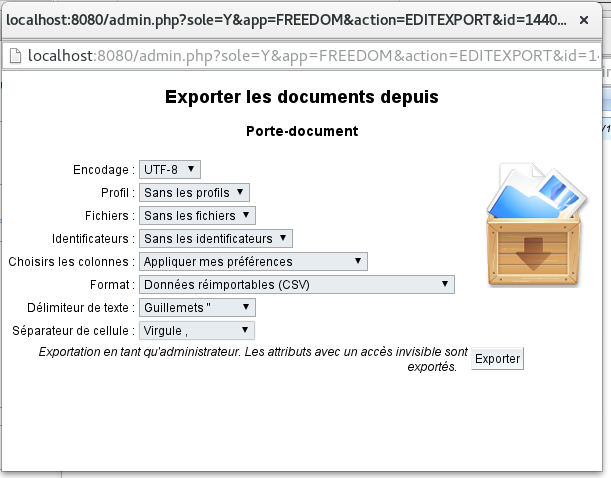 localhost:8080/admin.php?sole=Y&app=FREEDOM&action=EDITEXPORT&id=1440... ×
localhost:8080/admin.php?sole=Y&app=FREEDOM&action=EDITEXPORT&id=1
Exporter les documents depuis
Porte-document
Encodage : UTF-8
Profil : Sans les profils
Fichiers : Sans les fichiers
Identificateurs : Sans les identificateurs
Choisirs les colonnes : Appliquer mes préférences
Format : Données réimportables (CSV)
Délimiteur de texte : Guillemets "
Séparateur de cellule : Virgule ,
Exportation en tant qu'administrateur. Les attributs avec un accès invisible sont
exportés. Exporter